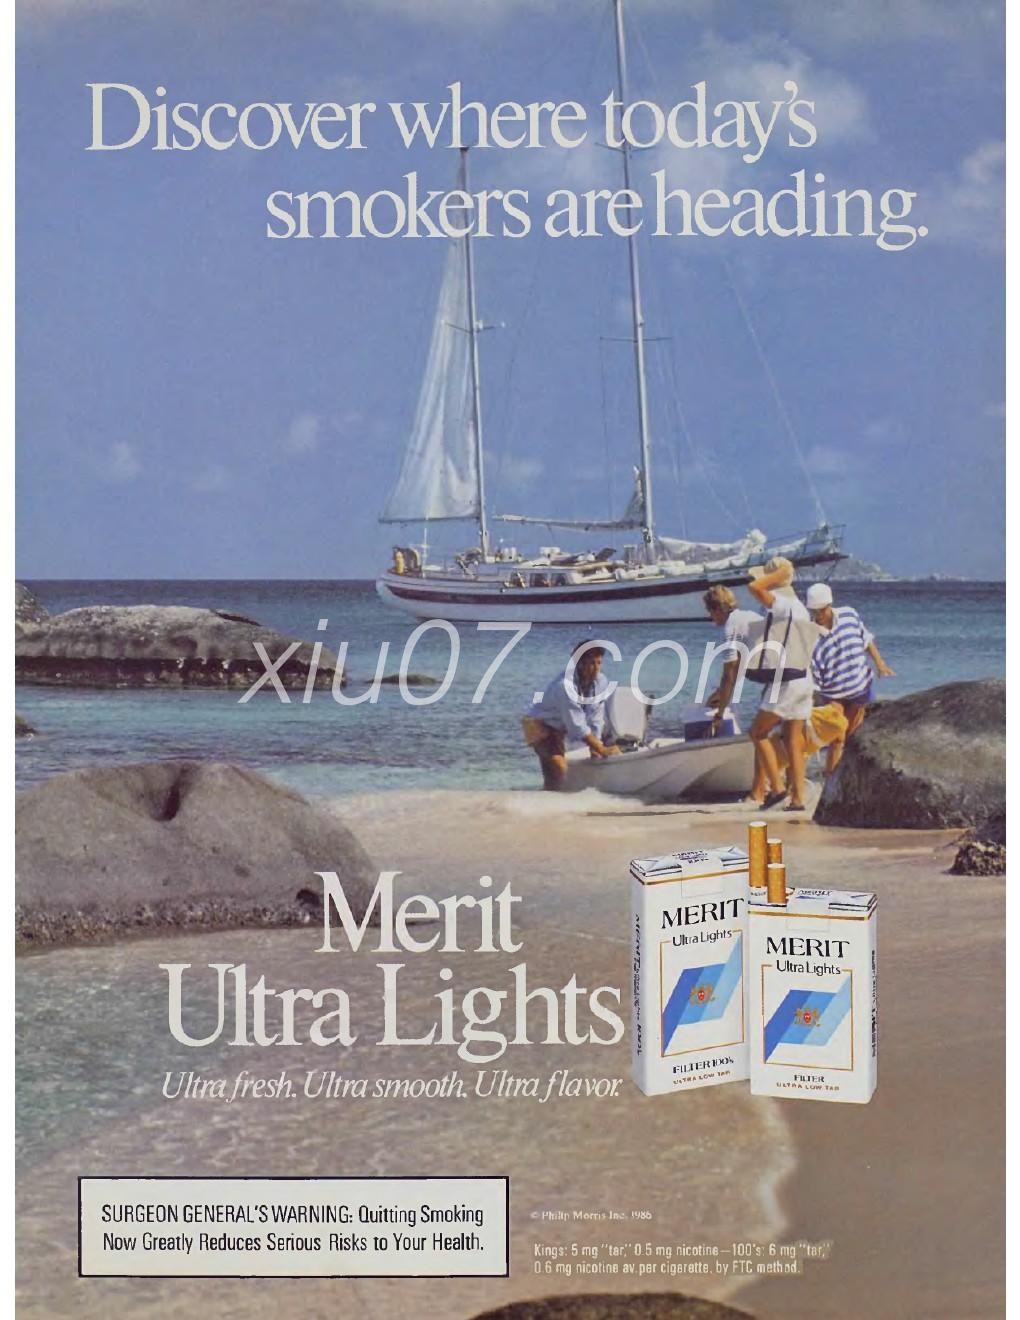 Discover where today's
smokers are heading.
xiu07.com
Merit
Ultra Lights
Ultra fresh. Ultra smooth. Ultra flavor.
MERIT
Ultra Lights
FILTER 100's
ULTRA LOW TAR
MERIT
Ultra Lights
FILTER
ULTRA LOW TAR
SURGEON GENERAL'S WARNING: Quitting Smoking
Now Greatly Reduces Serious Risks to Your Health.
© Philip Morris Inc. 1986
Kings: 5 mg "tar," 0.5 mg nicotine—100's: 6 mg "tar,"
0.6 mg nicotine av. per cigarette, by FTC method.